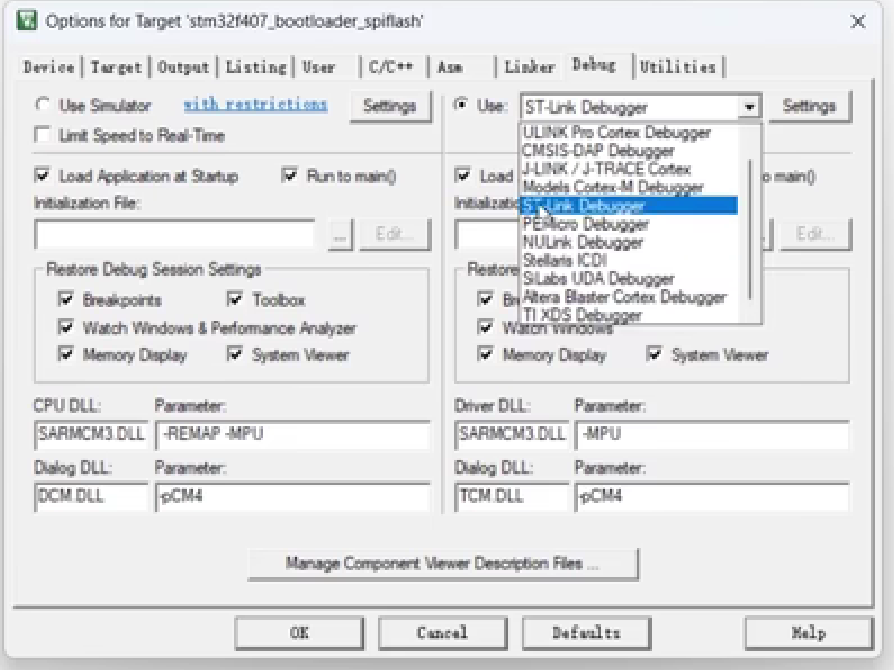 Options for Target 'stm32f407_bootloader_spiflash'
Device Target Output Listing User C/C++ Asm Linker Debug Utilities
Use Simulator with restrictions Settings
Limit Speed to Real-Time
Load Application at Startup Run to main()
Initialization File:
... Edit...
Restore Debug Session Settings
Breakpoints Toolbox
Watch Windows & Performance Analyzer
Memory Display System Viewer
CPU DLL: Parameter:
SARMCM3.DLL -REMAP -MPU
Dialog DLL: Parameter:
DCM.DLL -pCM4
Use: ST-Link Debugger Settings
ULINK Pro Cortex Debugger
CMSIS-DAP Debugger
J-LINK / J-TRACE Cortex
Models Cortex-M Debugger
ST-Link Debugger
PEMicro Debugger
NULink Debugger
Stellaris ICDI
SiLabs UDA Debugger
Altera Blaster Cortex Debugger
TI XDS Debugger
Load o main()
Initializatio
Edit...
Restore
Br
Watch Windows
Memory Display System Viewer
Driver DLL: Parameter:
SARMCM3.DLL -MPU
Dialog DLL: Parameter:
TCM.DLL -pCM4
Manage Component Viewer Description Files ...
OK Cancel Defaults Help